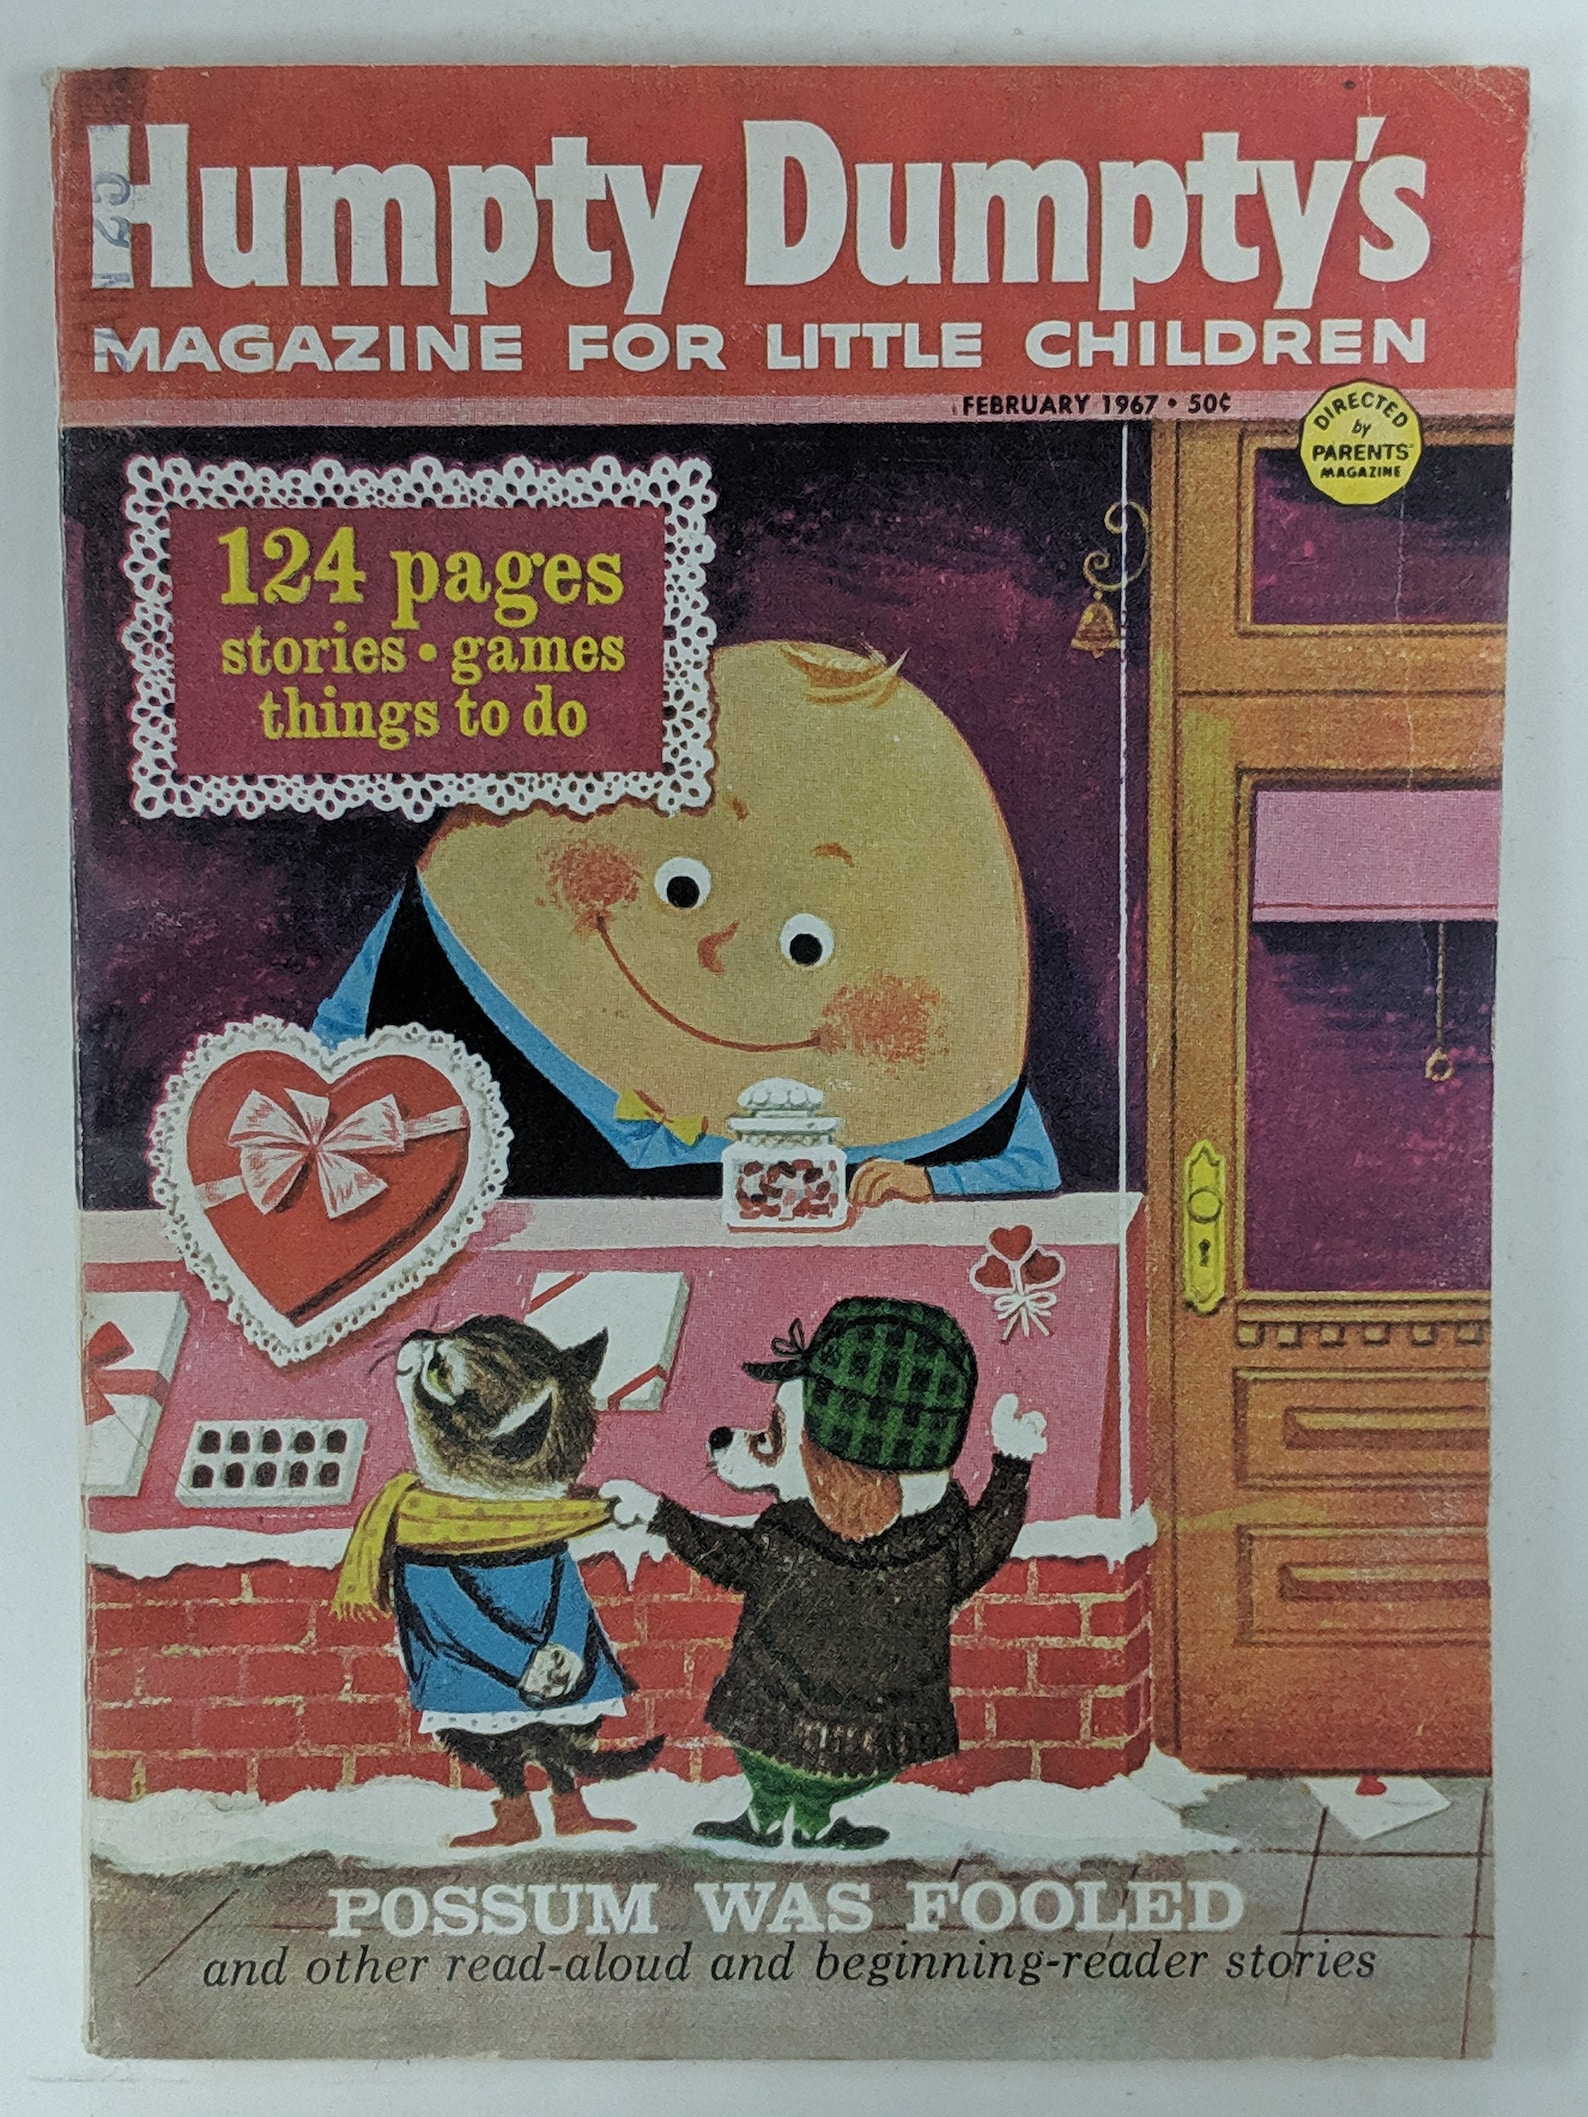 Humpty Dumpty's
MAGAZINE FOR LITTLE CHILDREN
FEBRUARY 1967 • 50¢
DIRECTED
by
PARENTS'
MAGAZINE
124 pages
stories • games
things to do
POSSUM WAS FOOLED
and other read-aloud and beginning-reader stories